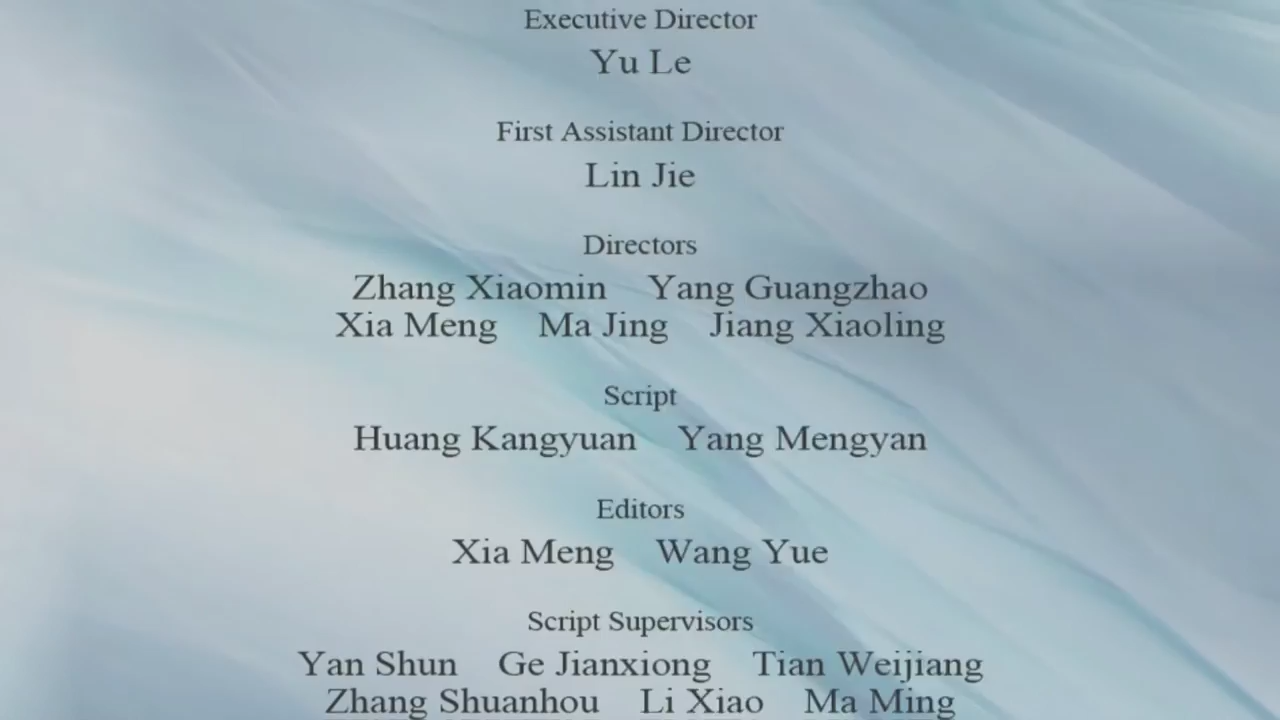 Executive Director
Yu Le
First Assistant Director
Lin Jie
Directors
Zhang Xiaomin Yang Guangzhao
Xia Meng Ma Jing Jiang Xiaoling
Script
Huang Kangyuan Yang Mengyan
Editors
Xia Meng Wang Yue
Script Supervisors
Yan Shun Ge Jianxiong Tian Weijiang
Zhang Shuanhou Li Xiao Ma Ming